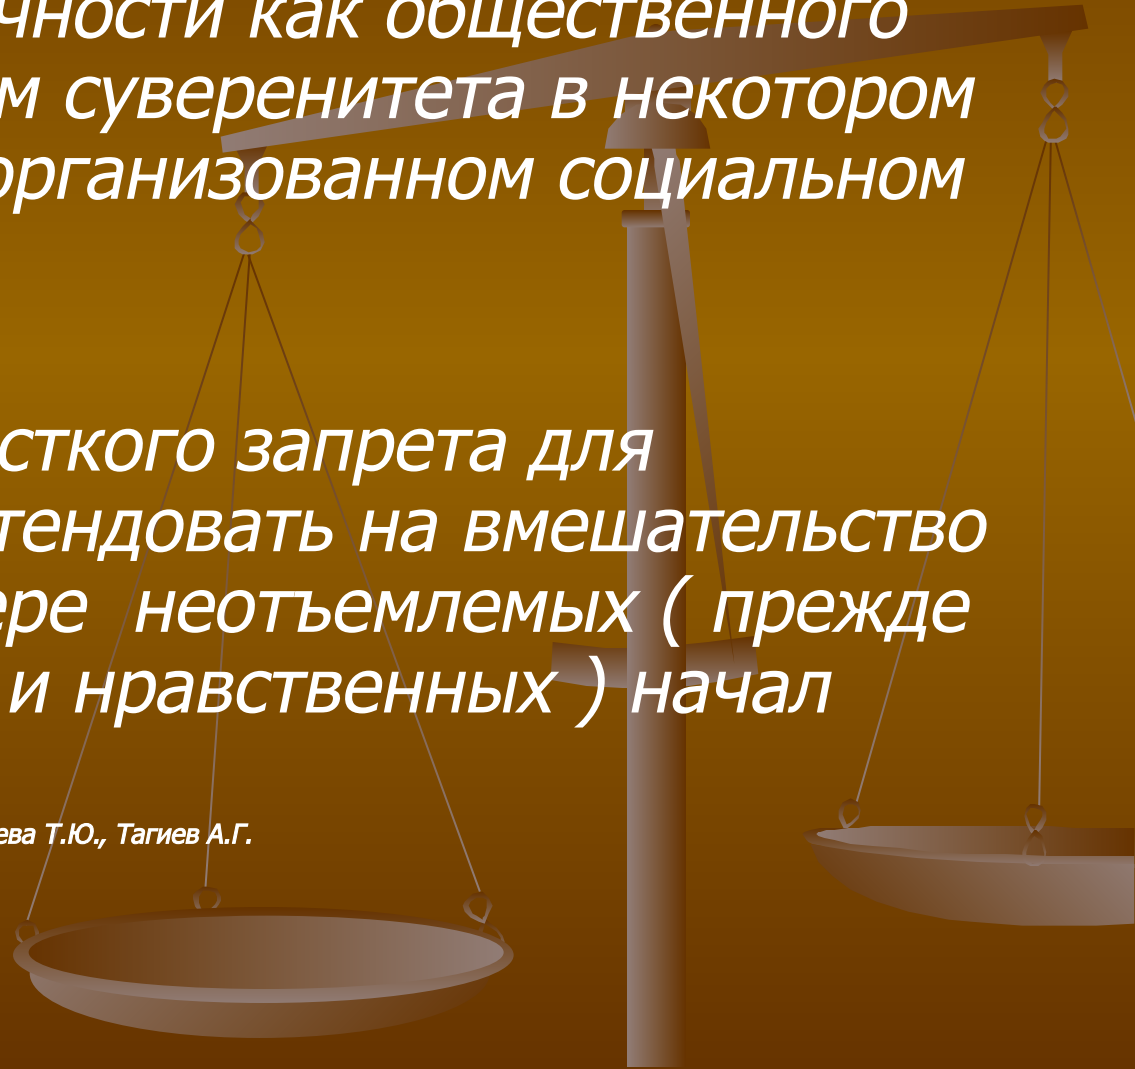 чности как общественного
м суверенитета в некотором
организованном социальном
сткого запрета для
тендовать на вмешательство
ере неотъемлемых ( прежде
и нравственных ) начал
ева Т.Ю., Тагиев А.Г.